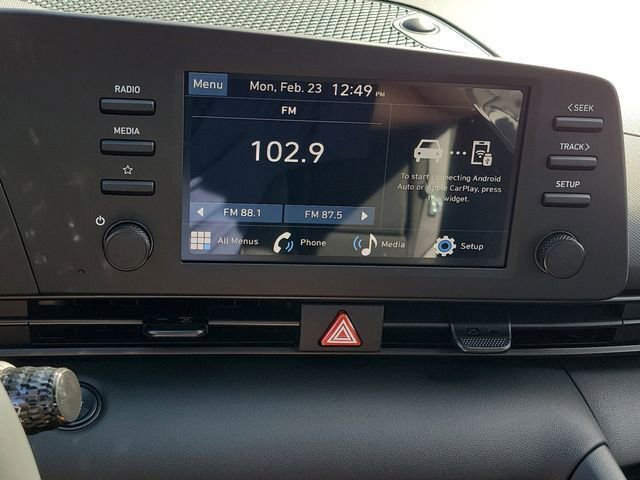 Menu Mon, Feb. 23 12:49 PM
RADIO
MEDIA
FM
102.9
To start connecting Android
Auto or Apple CarPlay, press
widget.
FM 88.1 FM 87.5
All Menus Phone Media Setup
< SEEK
TRACK >
SETUP